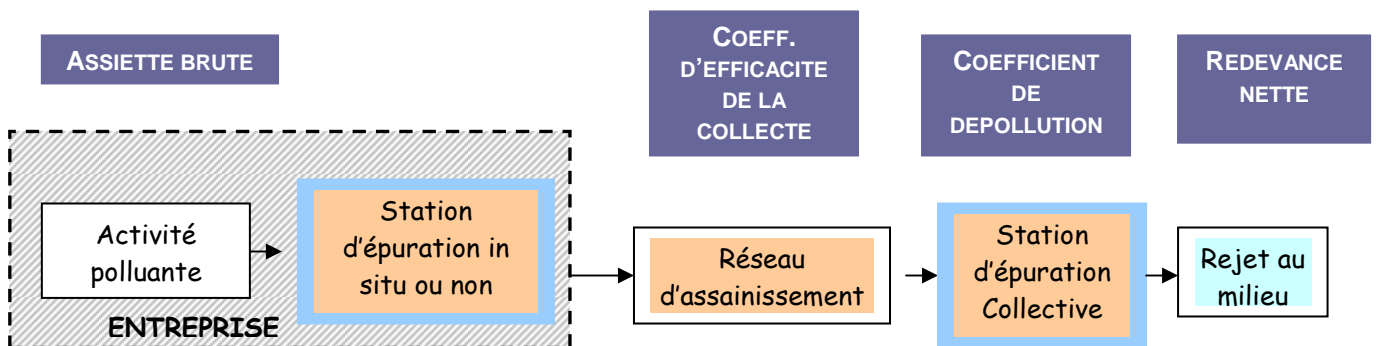 ASSIETTE BRUTE
COEFF.
D'EFFICACITE
DE LA
COLLECTE
COEFFICIENT
DE
DEPOLLUTION
REDEVANCE
NETTE
Activité
polluante
Station
d'épuration in
situ ou non
ENTREPRISE
Réseau
d'assainissement
Station
d'épuration
Collective
Rejet au
milieu